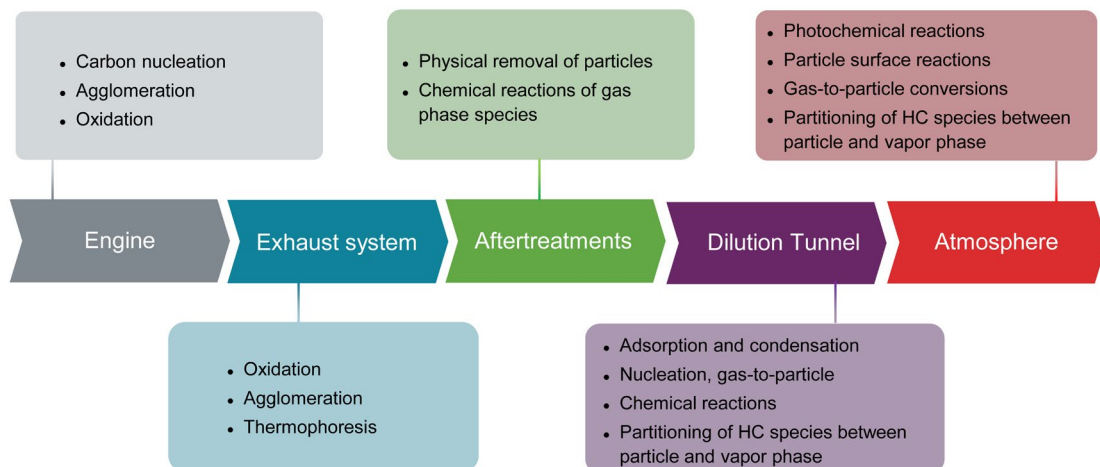 • Carbon nucleation
• Agglomeration
• Oxidation
• Physical removal of particles
• Chemical reactions of gas
phase species
• Photochemical reactions
• Particle surface reactions
• Gas-to-particle conversions
• Partitioning of HC species between
particle and vapor phase
Engine
Exhaust system
Aftertreatments
Dilution Tunnel
Atmosphere
• Oxidation
• Agglomeration
• Thermophoresis
• Adsorption and condensation
• Nucleation, gas-to-particle
• Chemical reactions
• Partitioning of HC species between
particle and vapor phase